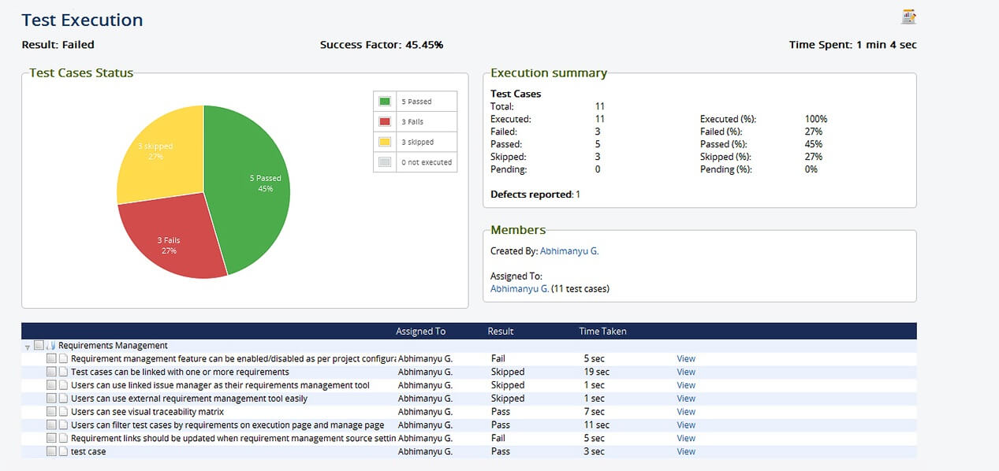 Test Execution
Result: Failed Success Factor: 45.45% Time Spent: 1 min 4 sec
Test Cases Status
3 skipped
27%
5 Passed
45%
3 Fails
27%
5 Passed
3 Fails
3 skipped
0 not executed
Execution summary
Test Cases
Total: 11
Executed: 11 Executed (%): 100%
Failed: 3 Failed (%): 27%
Passed: 5 Passed (%): 45%
Skipped: 3 Skipped (%): 27%
Pending: 0 Pending (%): 0%
Defects reported: 1
Members
Created By: Abhimanyu G.
Assigned To:
Abhimanyu G. (11 test cases)
Assigned To Result Time Taken
Requirements Management
Requirement management feature can be enabled/disabled as per project configura Abhimanyu G. Fail 5 sec View
Test cases can be linked with one or more requirements Abhimanyu G. Skipped 19 sec View
Users can use linked issue manager as their requirements management tool Abhimanyu G. Skipped 1 sec View
Users can use external requirement management tool easily Abhimanyu G. Skipped 1 sec View
Users can see visual traceability matrix Abhimanyu G. Pass 7 sec View
Users can filter test cases by requirements on execution page and manage page Abhimanyu G. Pass 11 sec View
Requirement links should be updated when requirement management source settin Abhimanyu G. Fail 5 sec View
test case Abhimanyu G. Pass 3 sec View